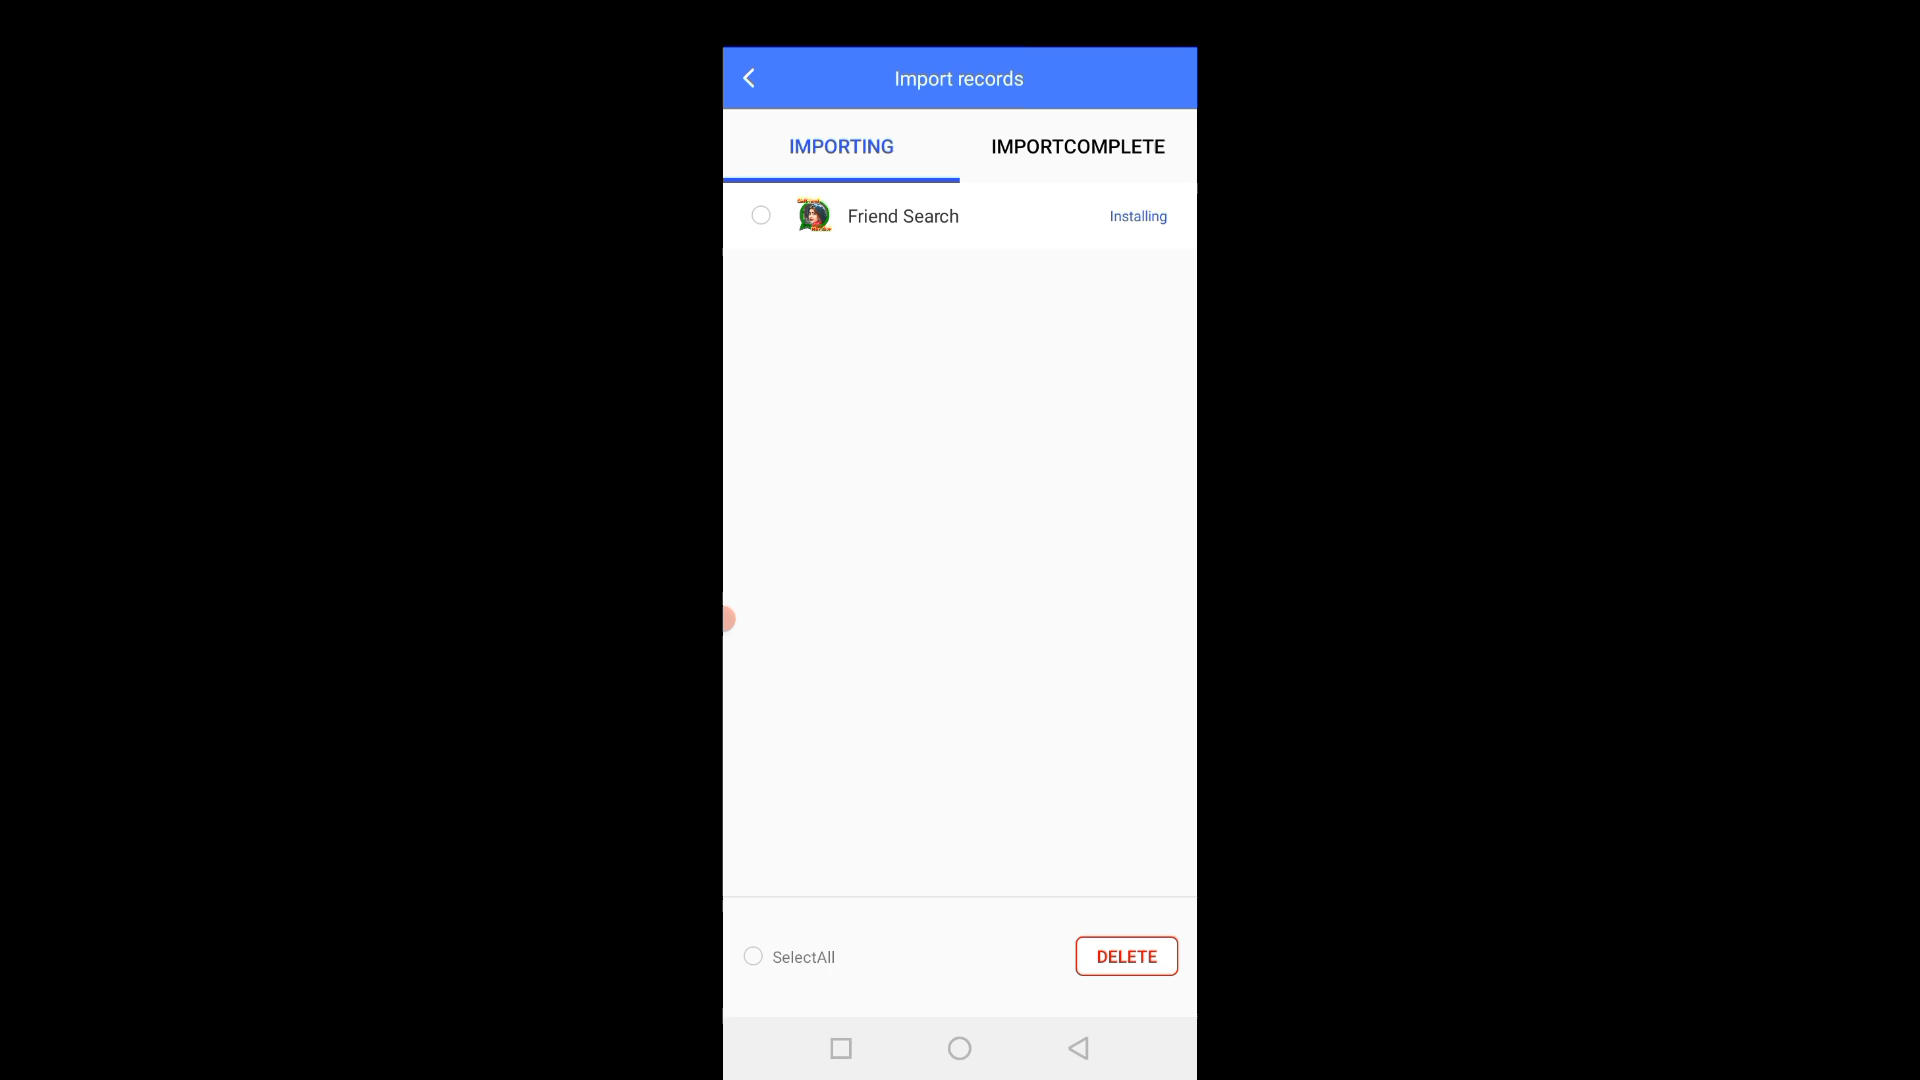 Import records
IMPORTING
IMPORTCOMPLETE
Friend Search
Installing
SelectAll
DELETE